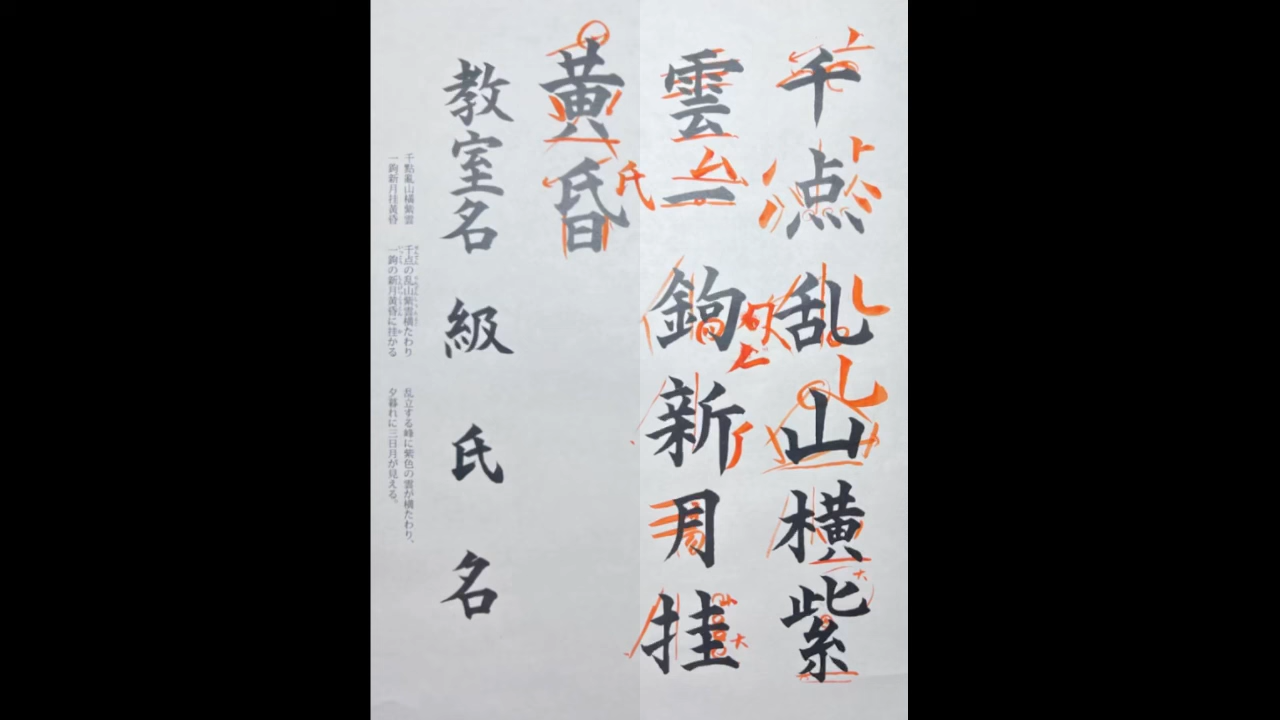 千点乱山横紫
雲一鉤新月挂
黄昏
教室名 級 氏 名
千點亂山橫紫雲
一鉤新月挂黃昏
千点の乱山紫雲横たわり
一鉤の新月黄昏に挂かる
乱立する峰に紫色の雲が横たわり、
夕暮れに三日月が見える。